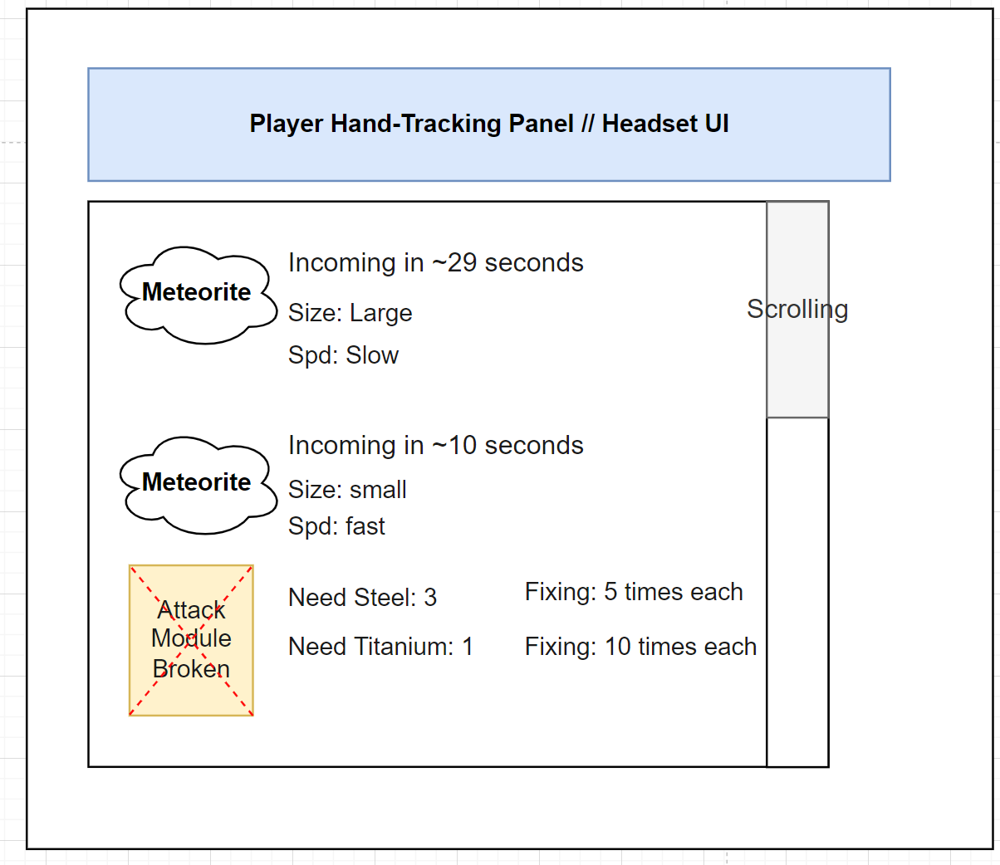 Player Hand-Tracking Panel // Headset UI
Meteorite
Incoming in ~29 seconds
Size: Large
Spd: Slow
Scrolling
Meteorite
Incoming in ~10 seconds
Size: small
Spd: fast
Attack
Module
Broken
Need Steel: 3
Fixing: 5 times each
Need Titanium: 1
Fixing: 10 times each